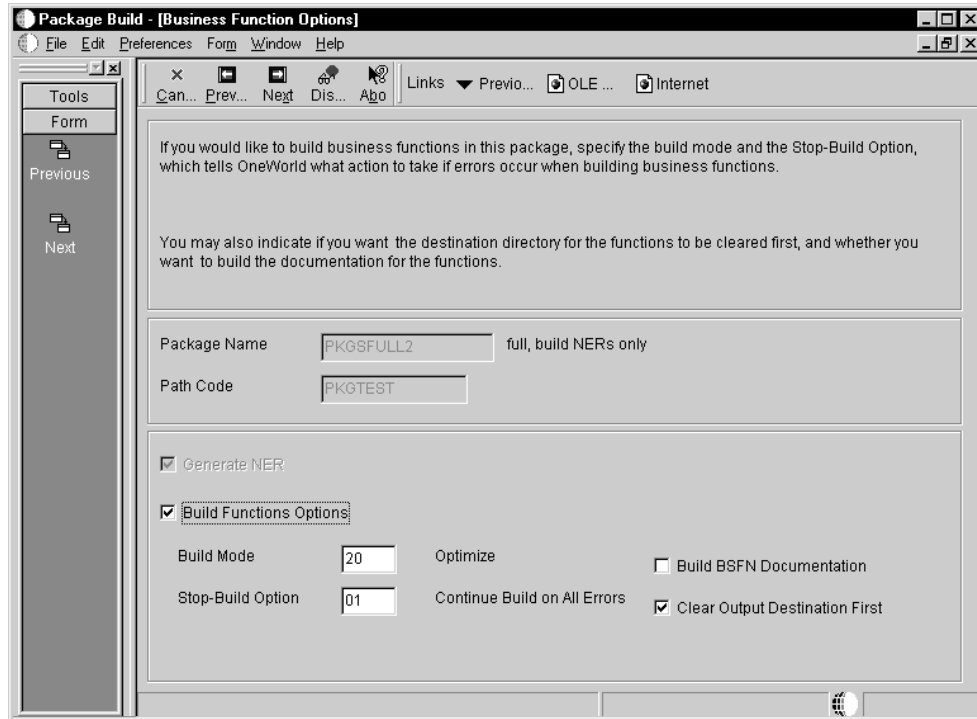 Package Build - [Business Function Options]
File Edit Preferences Form Window Help
Tools
Form
Previous
Next
Can... Prev... Next Dis... Abo Links Previo... OLE ... Internet
If you would like to build business functions in this package, specify the build mode and the Stop-Build Option,
which tells OneWorld what action to take if errors occur when building business functions.
You may also indicate if you want the destination directory for the functions to be cleared first, and whether you
want to build the documentation for the functions.
Package Name PKGSFULL2 full, build NERs only
Path Code PKGTEST
Generate NER
Build Functions Options
Build Mode 20 Optimize
Build BSFN Documentation
Stop-Build Option 01 Continue Build on All Errors
Clear Output Destination First